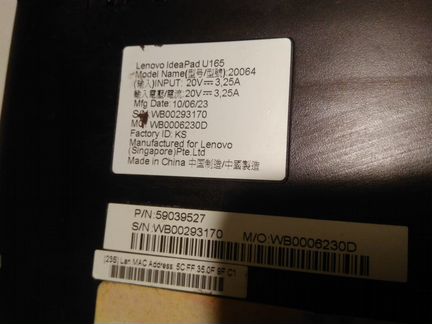 Lenovo IdeaPad U165
Model Name(型号/型號):20064
(输入)INPUT: 20V⎓3,25A
輸入電壓/電流:20V⎓3,25A
Mfg Date: 10/06/23
S/N: WB00293170
M/O: WB0006230D
Factory ID: KS
Manufactured for Lenovo
(Singapore)Pte.Ltd
Made in China 中国制造/中國製造
P/N:59039527
S/N:WB00293170 M/O:WB0006230D
(23S) Lan MAC Address 5C FF 35 0F 9F C1